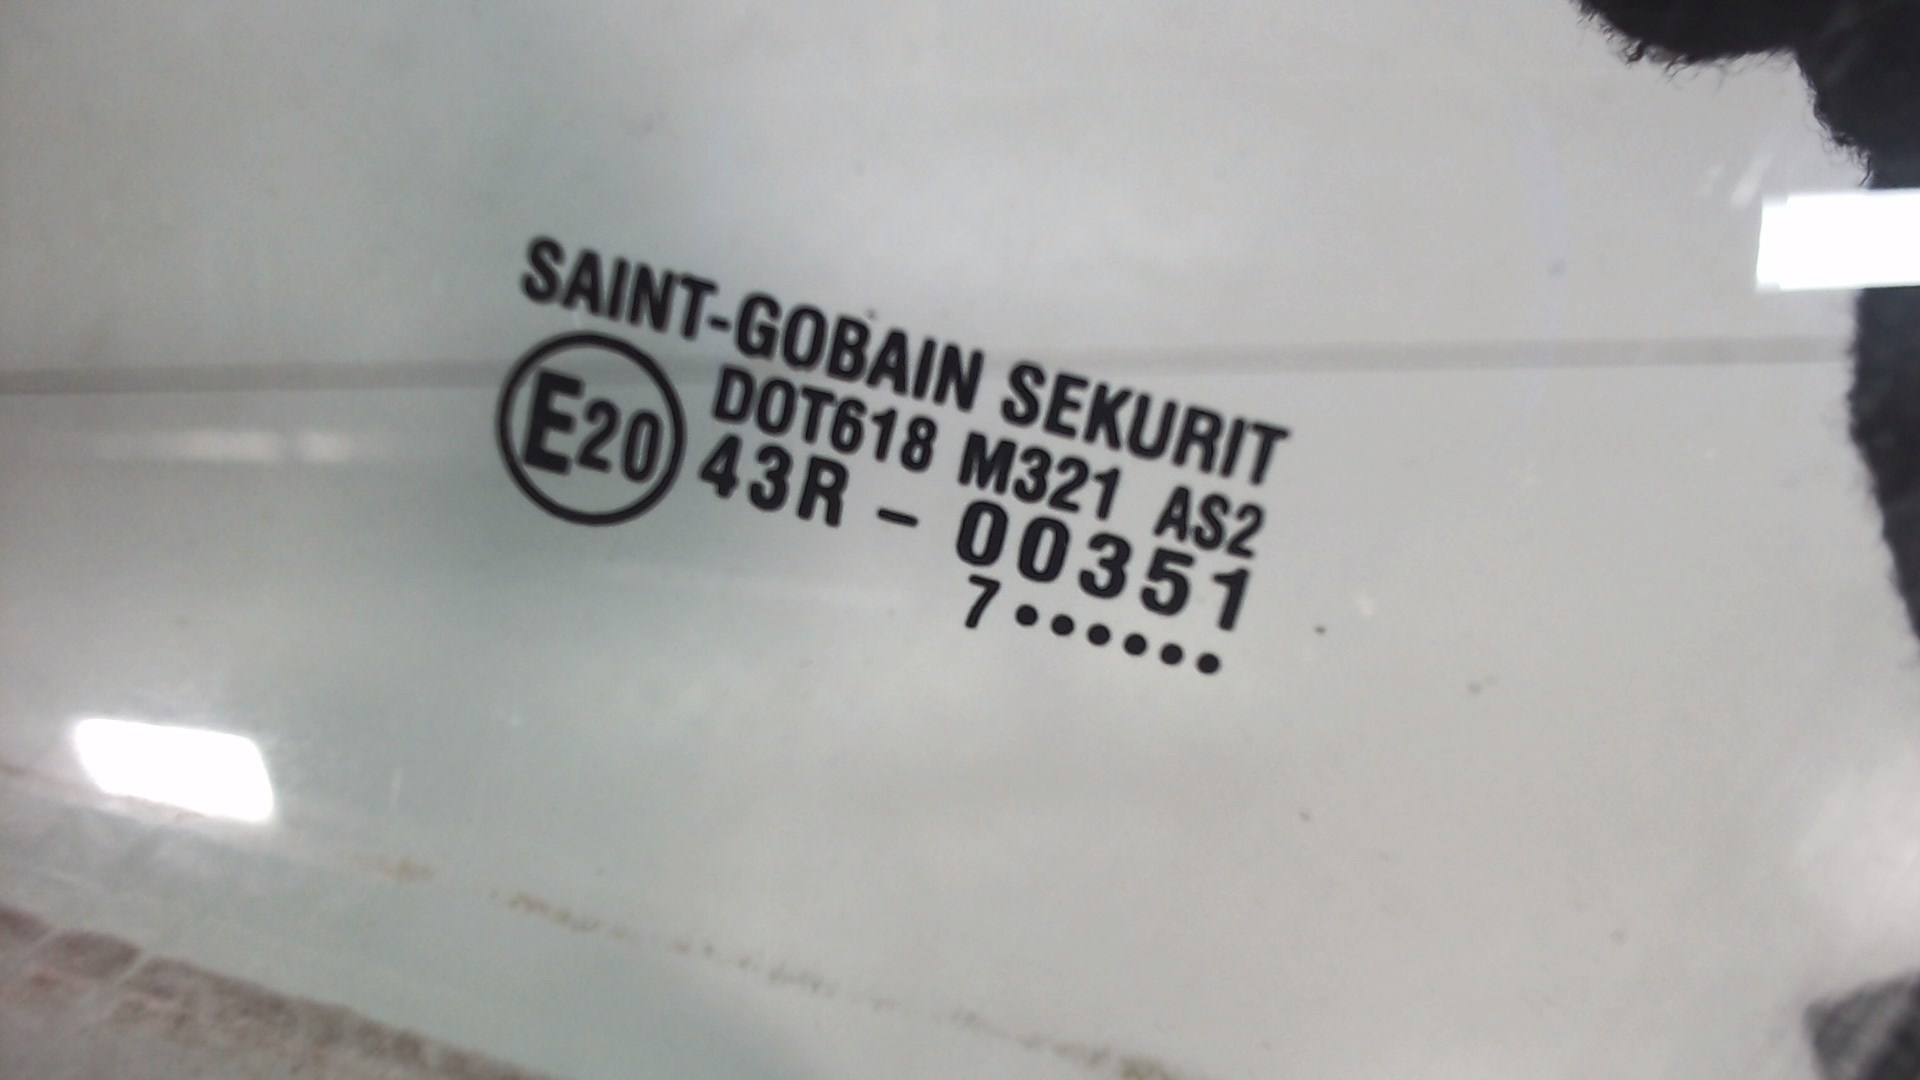 SAINT-GOBAIN SEKURIT
E20 DOT618 M321 AS2
43R - 00351
7••••••